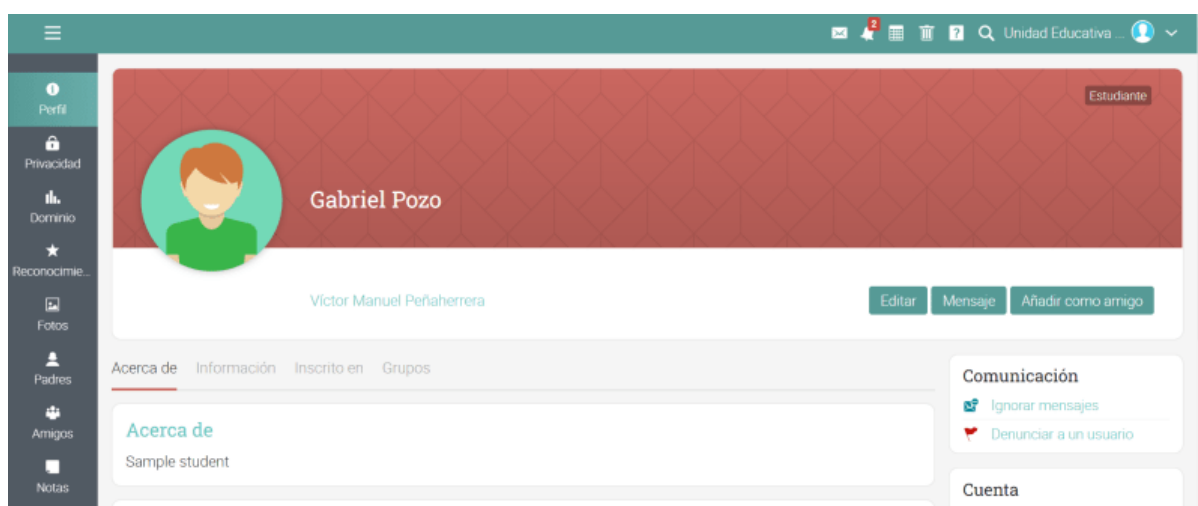 2
Unidad Educativa ...
Perfil
Privacidad
Dominio
Reconocimie...
Fotos
Padres
Amigos
Notas
Estudiante
Gabriel Pozo
Víctor Manuel Peñaherrera
Editar
Mensaje
Añadir como amigo
Acerca de
Información
Inscrito en
Grupos
Acerca de
Sample student
Comunicación
Ignorar mensajes
Denunciar a un usuario
Cuenta